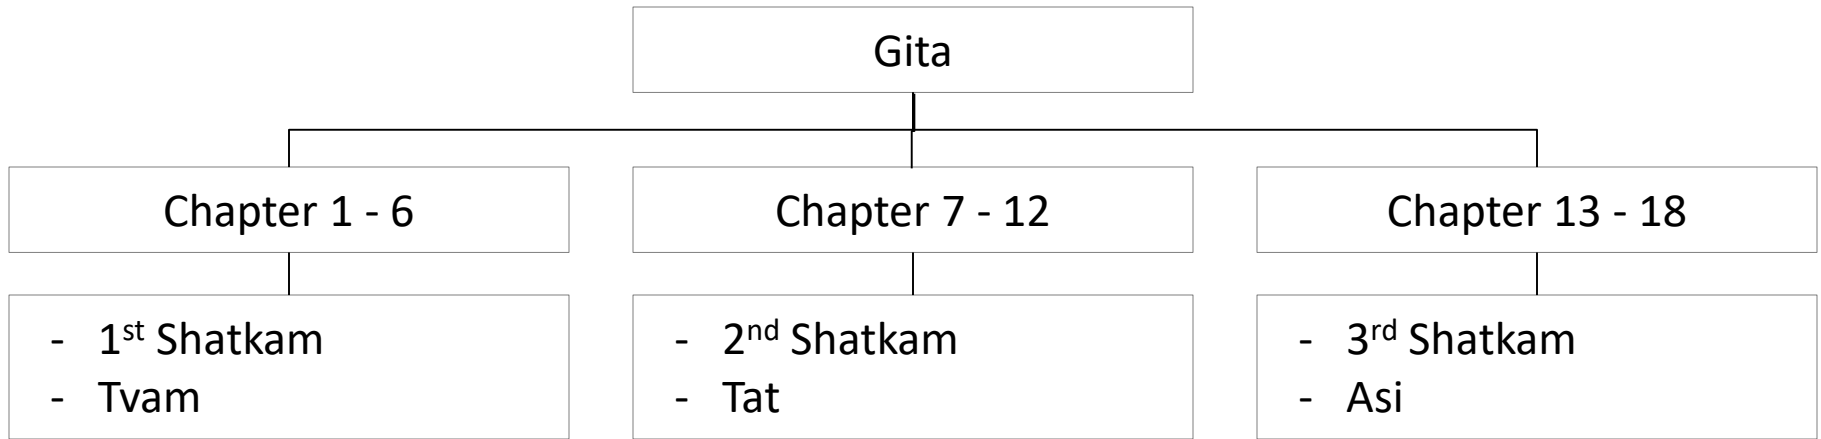 Gita
Chapter 1 - 6
Chapter 7 - 12
Chapter 13 - 18
- 1st Shatkam
- Tvam
- 2nd Shatkam
- Tat
- 3rd Shatkam
- Asi